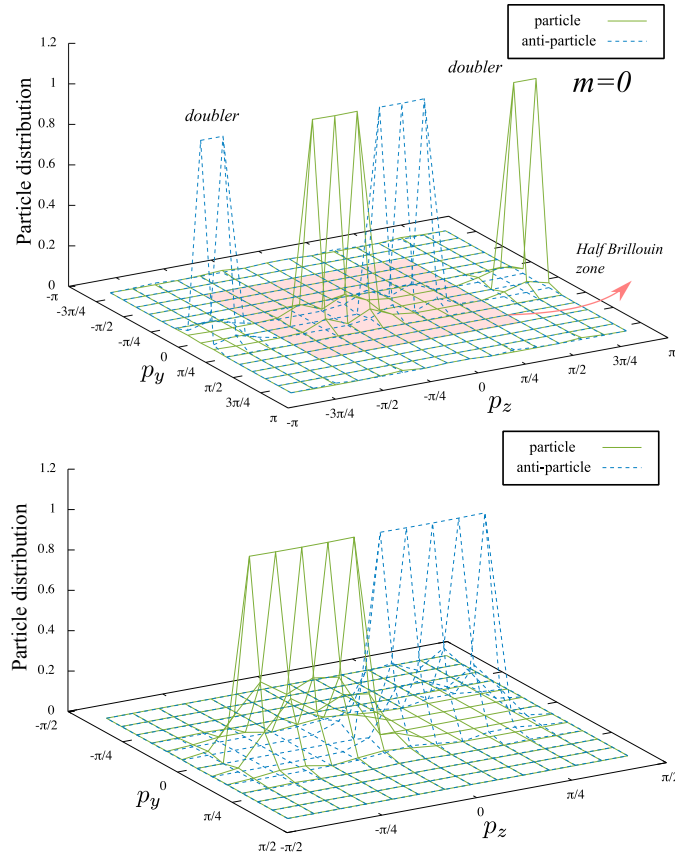 particle
anti-particle
m=0
doubler
doubler
Particle distribution
1.2
1
0.8
0.6
0.4
0.2
0
Half Brillouin
zone
-π
-3π/4
-π/2
-π/4
0
π/4
π/2
3π/4
π
p_y
-π
-3π/4
-π/2
-π/4
0
π/4
π/2
3π/4
π
p_z
particle
anti-particle
Particle distribution
1.2
1
0.8
0.6
0.4
0.2
0
-π/2
-π/4
0
π/4
π/2
p_y
-π/2
-π/4
0
π/4
π/2
p_z